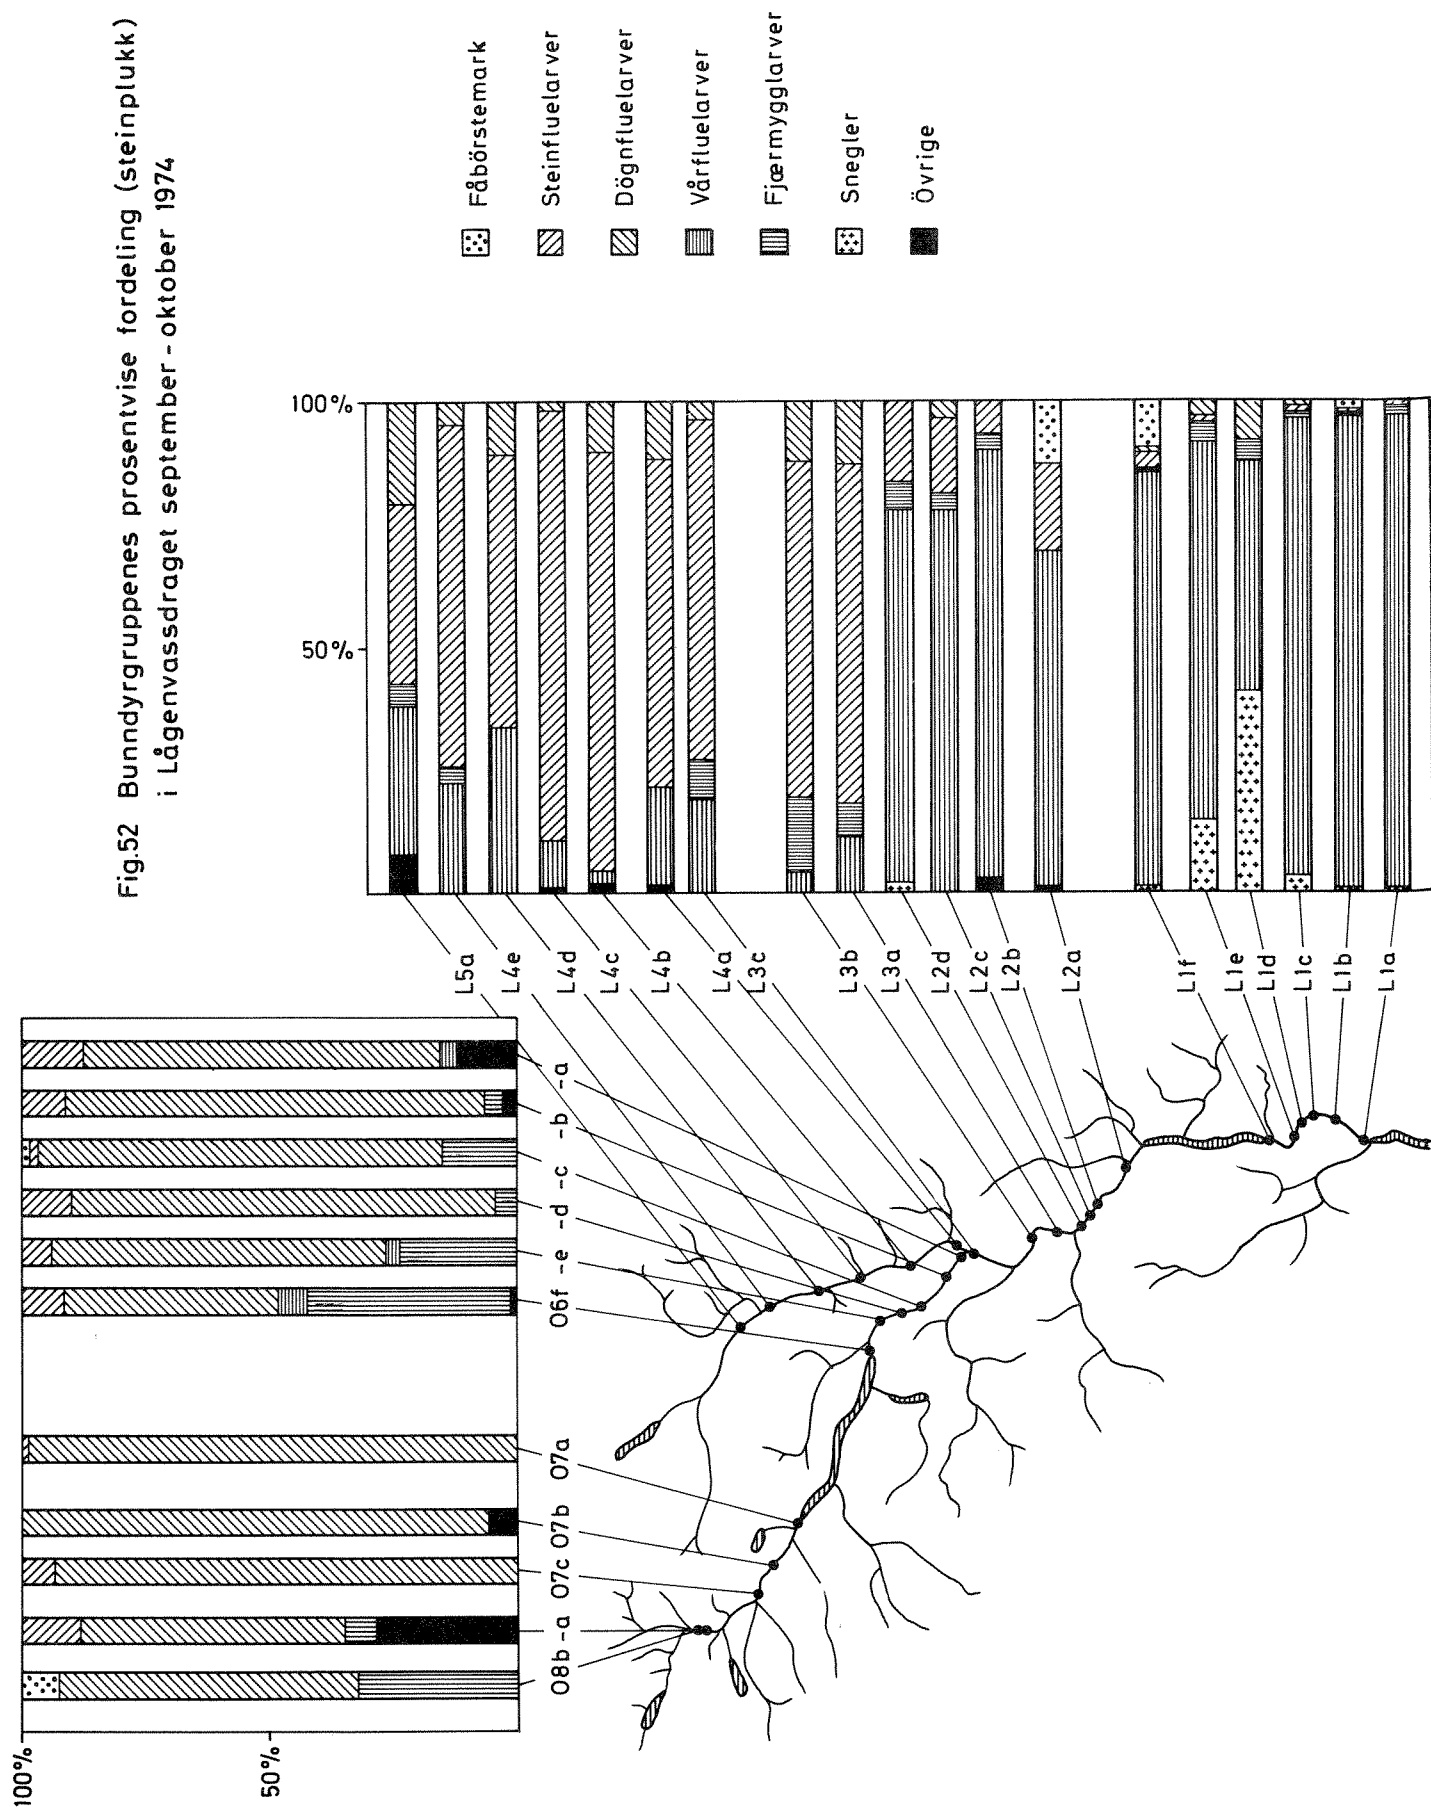 Fig.52 Bunndyrgruppenes prosentvise fordeling (steinplukk)
i Lågenvassdraget september-oktober 1974
Fåbörstemark
Steinfluelarver
Dögnfluelarver
Vårfluelarver
Fjærmygglarver
Snegler
Övrige
100%
50%
L5a
L4e
L4d
L4c
L4b
L4a
L3c
L3b
L3a
L2d
L2c
L2b
L2a
L1f
L1e
L1d
L1c
L1b
L1a
100%
50%
O8b
-a
O7c
O7b
O7a
O6f
-e
-d
-c
-b
-a